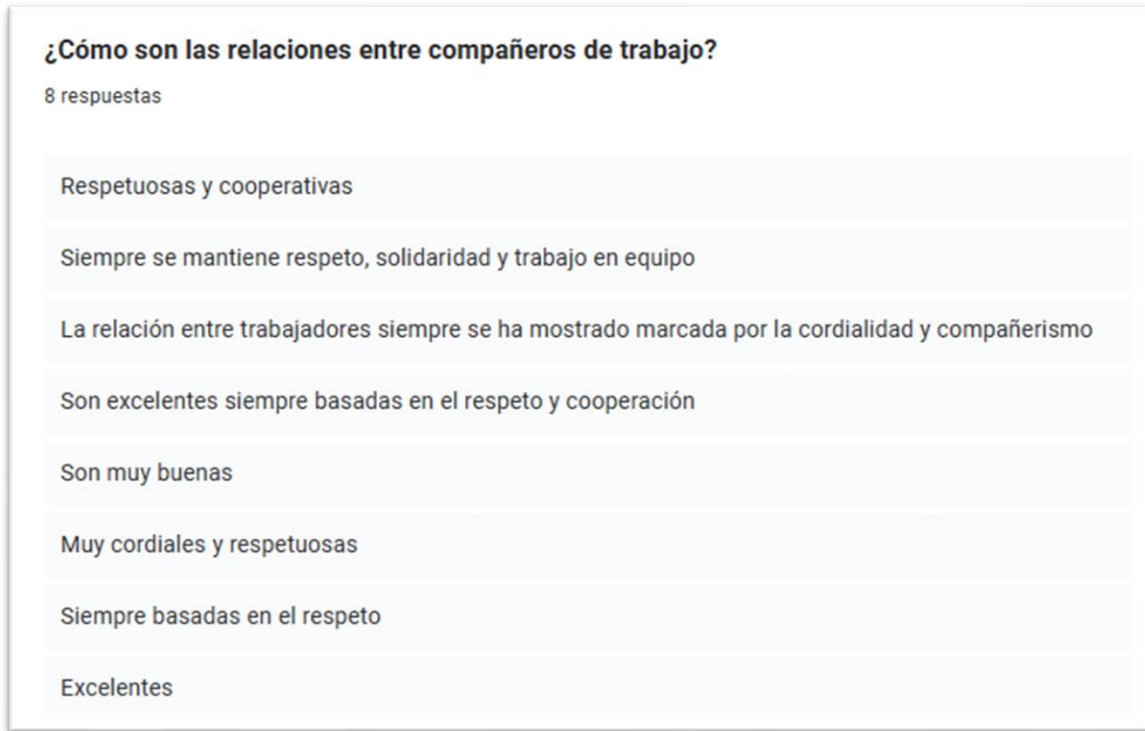 ¿Cómo son las relaciones entre compañeros de trabajo?
8 respuestas
Respetuosas y cooperativas
Siempre se mantiene respeto, solidaridad y trabajo en equipo
La relación entre trabajadores siempre se ha mostrado marcada por la cordialidad y compañerismo
Son excelentes siempre basadas en el respeto y cooperación
Son muy buenas
Muy cordiales y respetuosas
Siempre basadas en el respeto
Excelentes